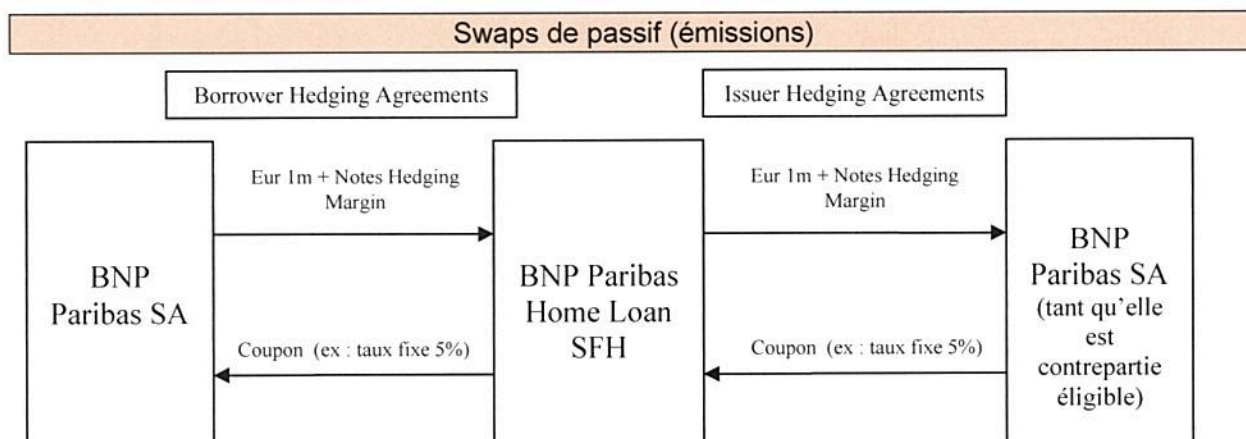 Swaps de passif (émissions)
Borrower Hedging Agreements
Issuer Hedging Agreements
BNP
Paribas SA
Eur 1m + Notes Hedging
Margin
Coupon (ex : taux fixe 5%)
BNP Paribas
Home Loan
SFH
Eur 1m + Notes Hedging
Margin
Coupon (ex : taux fixe 5%)
BNP
Paribas SA
(tant qu'elle
est
contrepartie
éligible)